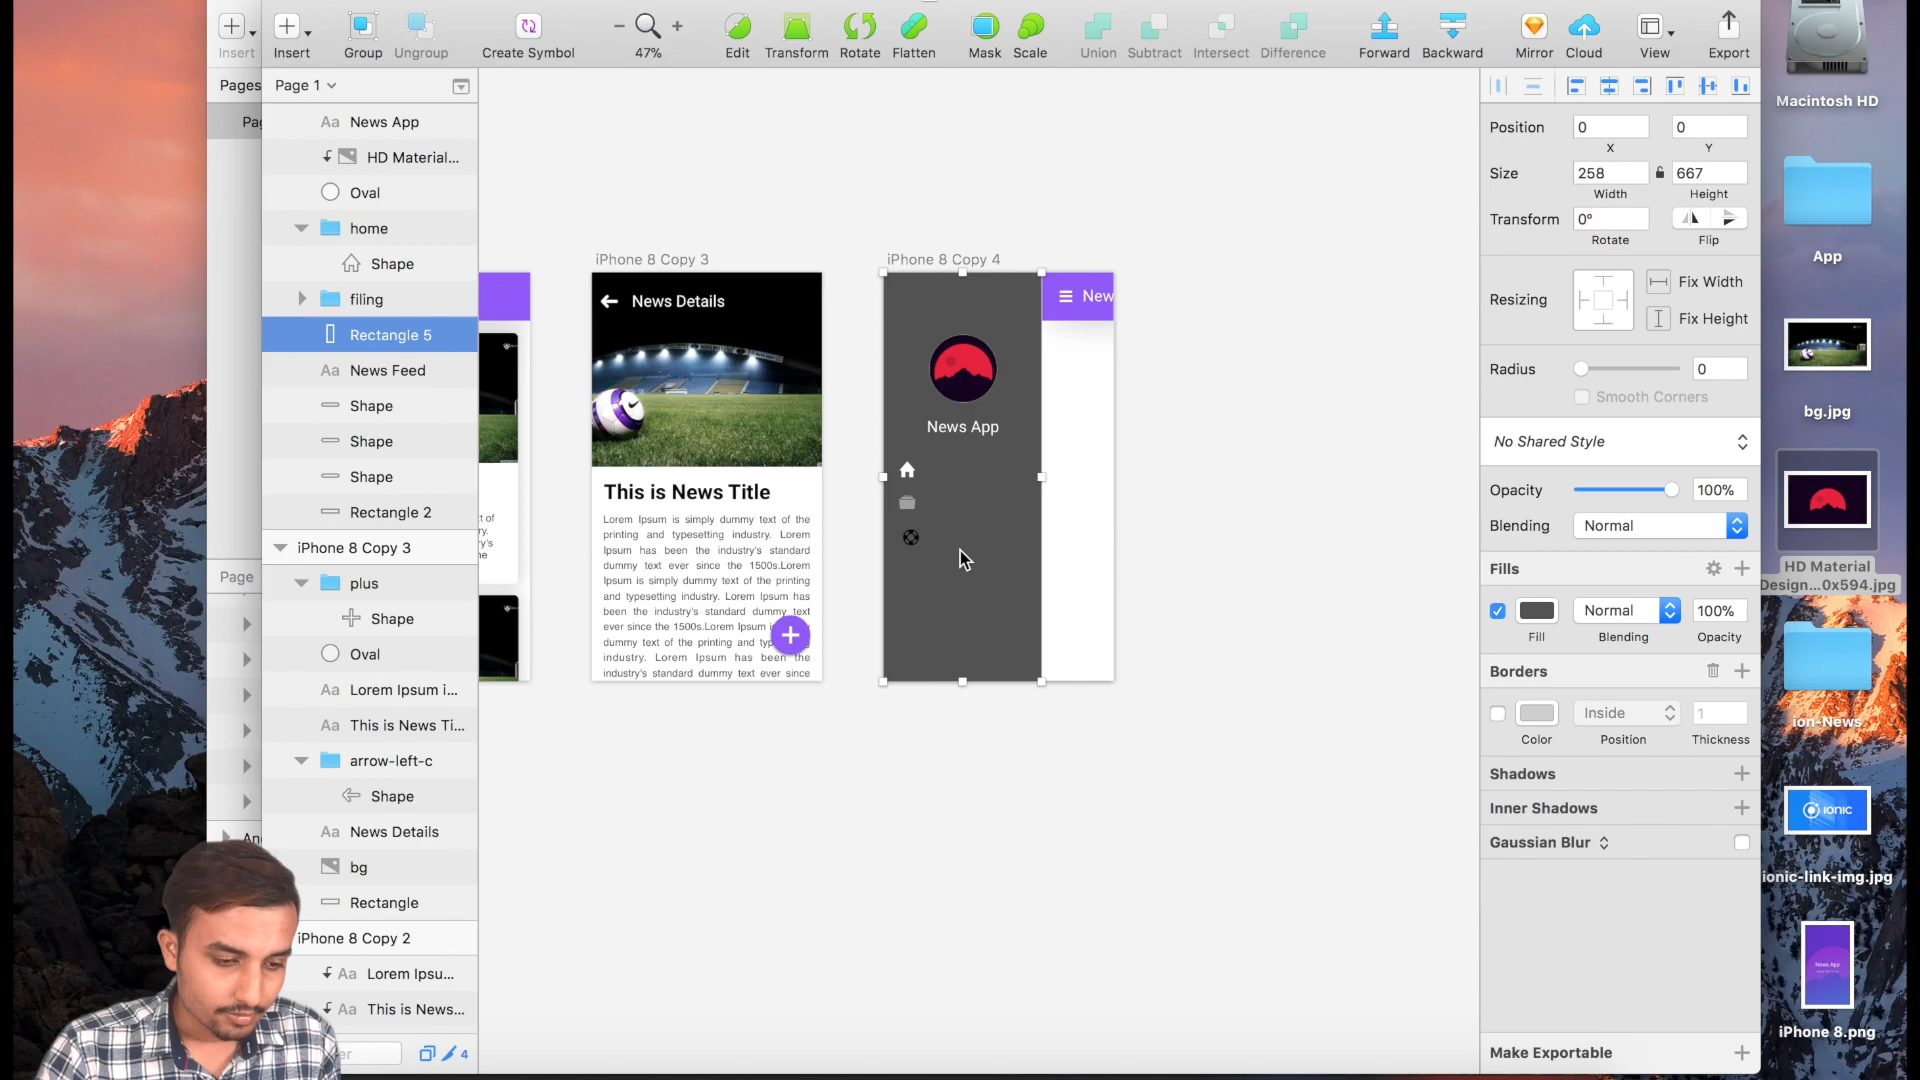 Insert
Insert
Group
Ungroup
Create Symbol
47%
Edit
Transform
Rotate
Flatten
Mask
Scale
Union
Subtract
Intersect
Difference
Forward
Backward
Mirror
Cloud
View
Export
Pages
Page 1
News App
HD Material...
Oval
home
Shape
filing
Rectangle 5
News Feed
Shape
Shape
Shape
Rectangle 2
iPhone 8 Copy 3
plus
Shape
Oval
Lorem Ipsum i...
This is News Ti...
arrow-left-c
Shape
News Details
bg
Rectangle
iPhone 8 Copy 2
Lorem Ipsu...
This is News...
4
Page
iPhone 8 Copy 3
News Details
This is News Title
Lorem Ipsum is simply dummy text of the
printing and typesetting industry. Lorem
Ipsum has been the industry's standard
dummy text ever since the 1500s.Lorem
Ipsum is simply dummy text of the printing
and typesetting industry. Lorem Ipsum has
been the industry's standard dummy text
ever since the 1500s.Lorem Ipsum
dummy text of the printing and
industry. Lorem Ipsum has been the
industry's standard dummy text ever since
iPhone 8 Copy 4
News App
New
Position
0
0
X
Y
Size
258
667
Width
Height
Transform
0°
Rotate
Flip
Resizing
Fix Width
Fix Height
Radius
0
Smooth Corners
No Shared Style
Opacity
100%
Blending
Normal
Fills
Normal
100%
Fill
Blending
Opacity
Borders
Inside
1
Color
Position
Thickness
Shadows
Inner Shadows
Gaussian Blur
Make Exportable
Macintosh HD
App
bg.jpg
HD Material
Design...0x594.jpg
ion-News
IONIC
ionic-link-img.jpg
News App
iPhone 8.png